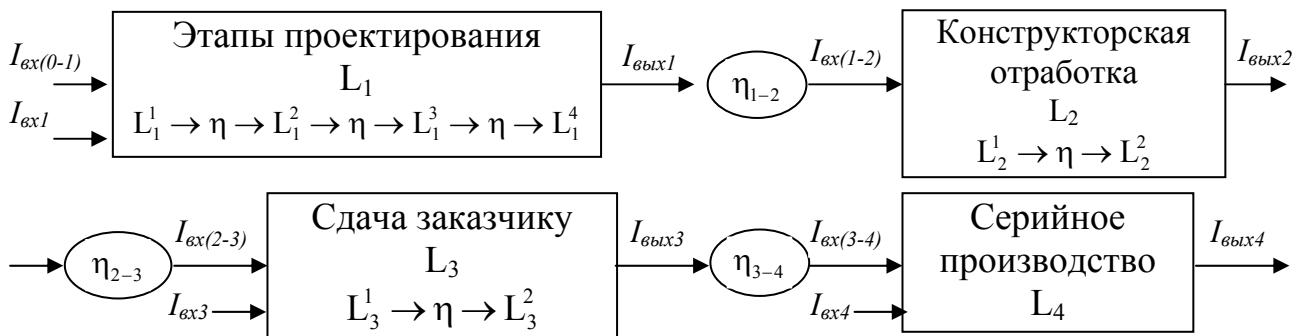 Этапы проектирования
L₁
L₁¹ → η → L₁² → η → L₁³ → η → L₁⁴
Iвх(0-1)
Iвх1
Iвых1
η₁₋₂
Iвх(1-2)
Конструкторская
отработка
L₂
L₂¹ → η → L₂²
Iвых2
η₂₋₃
Iвх(2-3)
Iвх3
Сдача заказчику
L₃
L₃¹ → η → L₃²
Iвых3
η₃₋₄
Iвх(3-4)
Iвх4
Серийное
производство
L₄
Iвых4